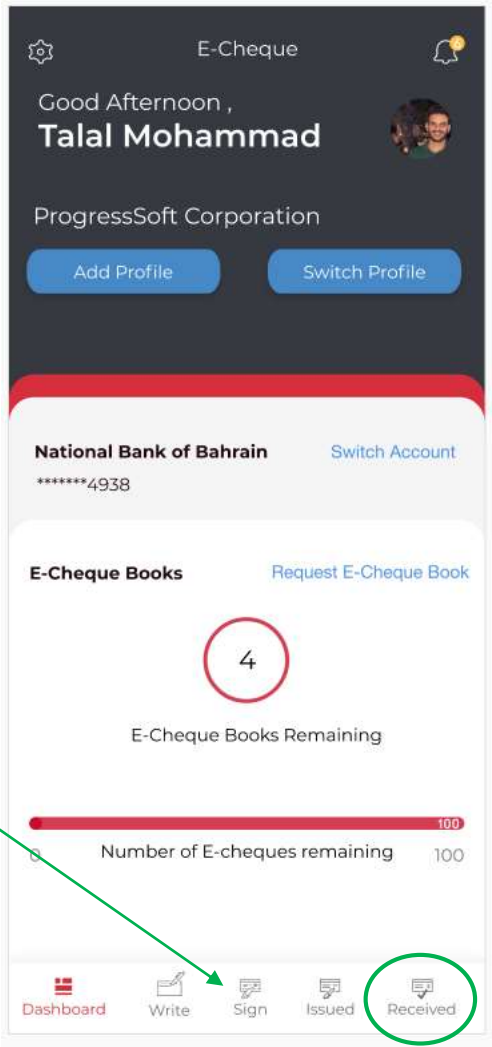 E-Cheque
6
Good Afternoon ,
Talal Mohammad
ProgressSoft Corporation
Add Profile Switch Profile
National Bank of Bahrain Switch Account
*******4938
E-Cheque Books Request E-Cheque Book
4
E-Cheque Books Remaining
100
0 Number of E-cheques remaining 100
Dashboard Write Sign Issued Received